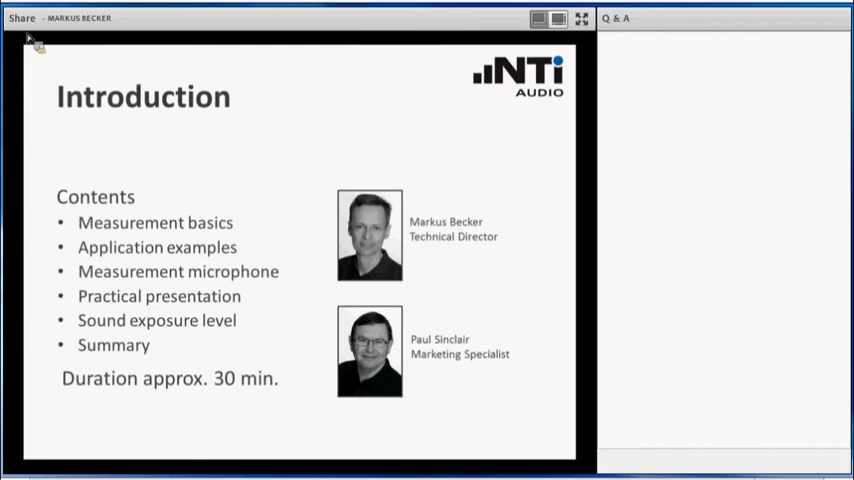 Share - MARKUS BECKER
Q & A
NTi
AUDIO
Introduction
Contents
• Measurement basics
• Application examples
• Measurement microphone
• Practical presentation
• Sound exposure level
• Summary
Duration approx. 30 min.
Markus Becker
Technical Director
Paul Sinclair
Marketing Specialist